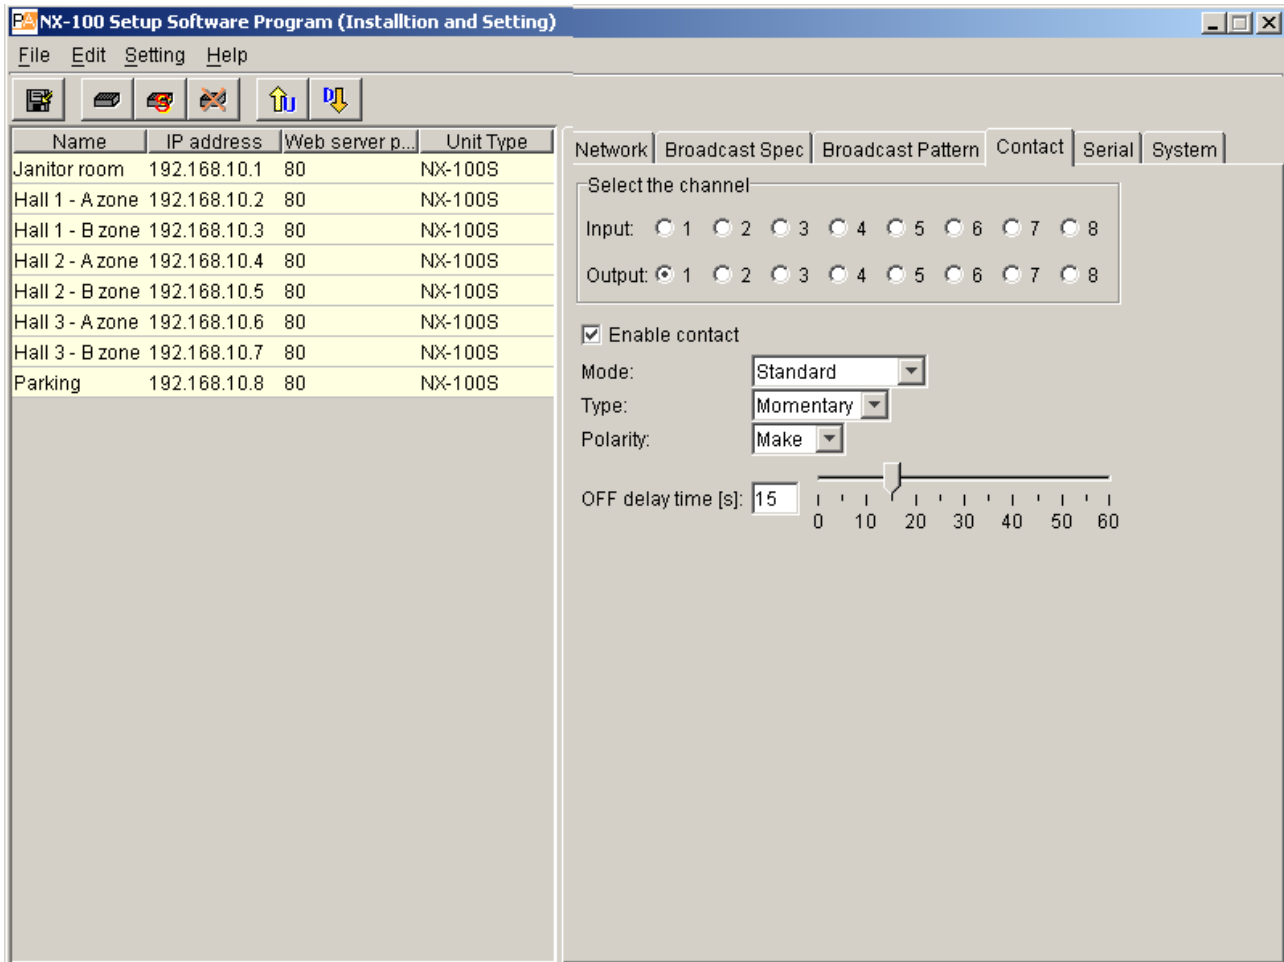 NX-100 Setup Software Program (Installtion and Setting)
File Edit Setting Help
Name IP address Web server p... Unit Type
Janitor room 192.168.10.1 80 NX-100S
Hall 1 - A zone 192.168.10.2 80 NX-100S
Hall 1 - B zone 192.168.10.3 80 NX-100S
Hall 2 - A zone 192.168.10.4 80 NX-100S
Hall 2 - B zone 192.168.10.5 80 NX-100S
Hall 3 - A zone 192.168.10.6 80 NX-100S
Hall 3 - B zone 192.168.10.7 80 NX-100S
Parking 192.168.10.8 80 NX-100S
Network Broadcast Spec Broadcast Pattern Contact Serial System
Select the channel
Input: 1 2 3 4 5 6 7 8
Output: 1 2 3 4 5 6 7 8
Enable contact
Mode: Standard
Type: Momentary
Polarity: Make
OFF delay time [s]: 15
0 10 20 30 40 50 60